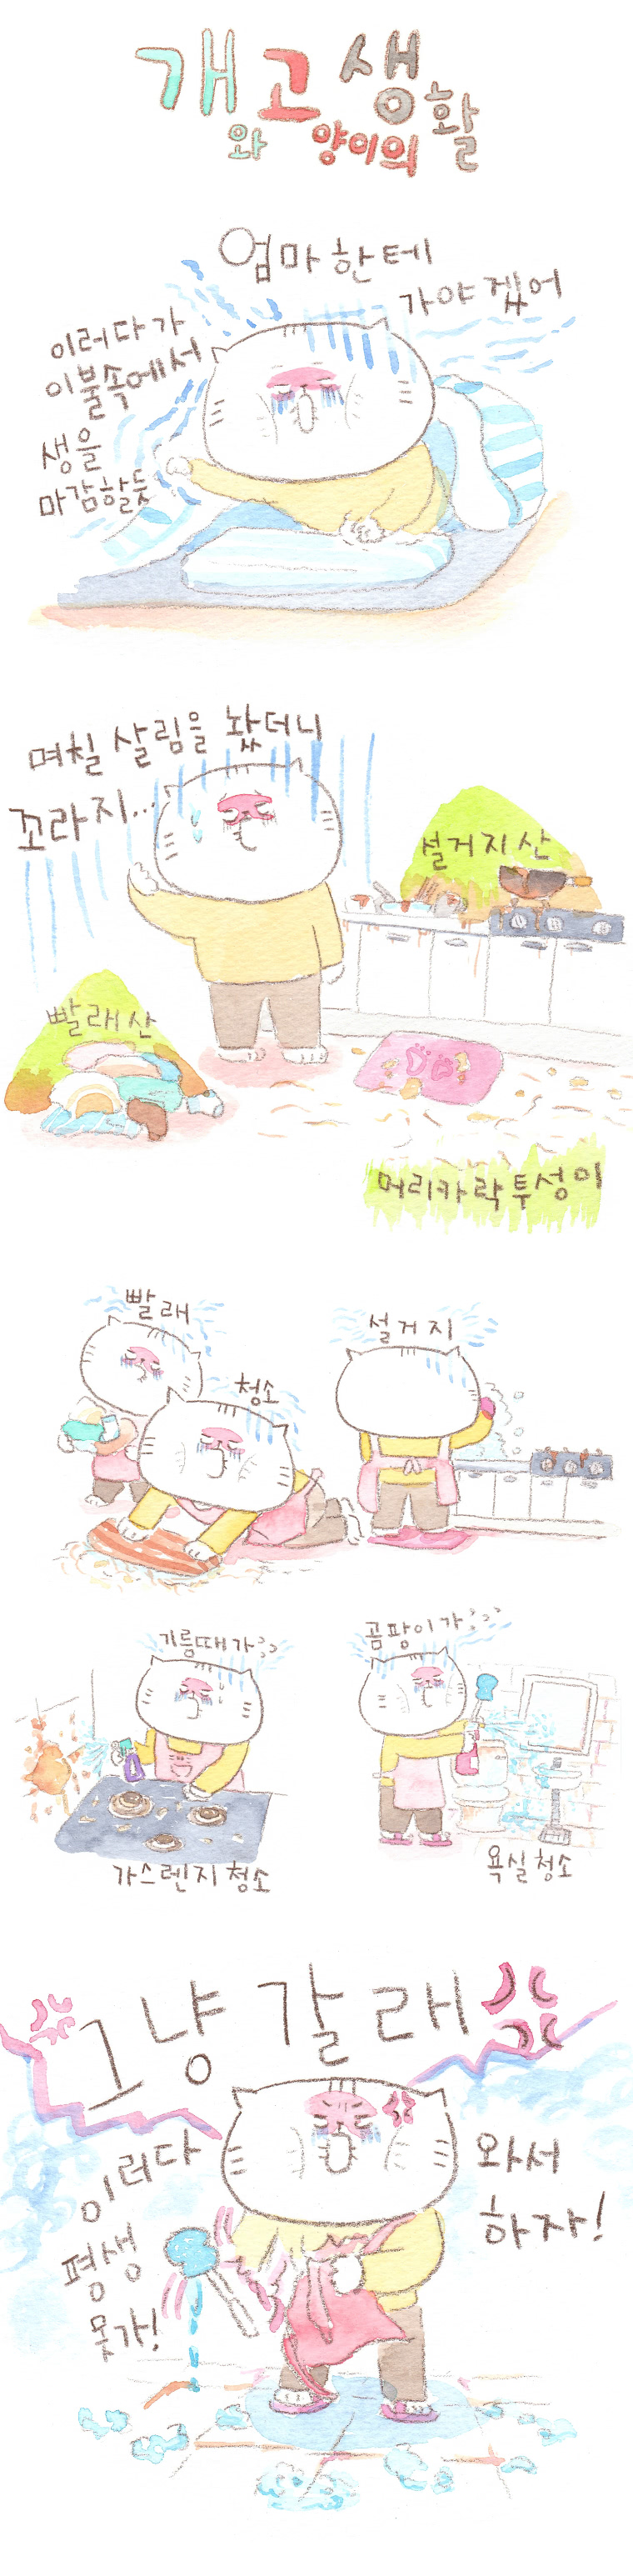 개와 고양이의 생활
엄마한테
가야겠어
이러다가
이불속에서
생을
마감할듯
며칠 살림을 놨더니
꼬라지...
설거지산
빨래산
머리카락투성이
빨래
청소
설거지
기름때가;;
곰팡이가;;;
가스렌지 청소
욕실 청소
그냥 갈래
이러다
평생
못가!
와서
하자!